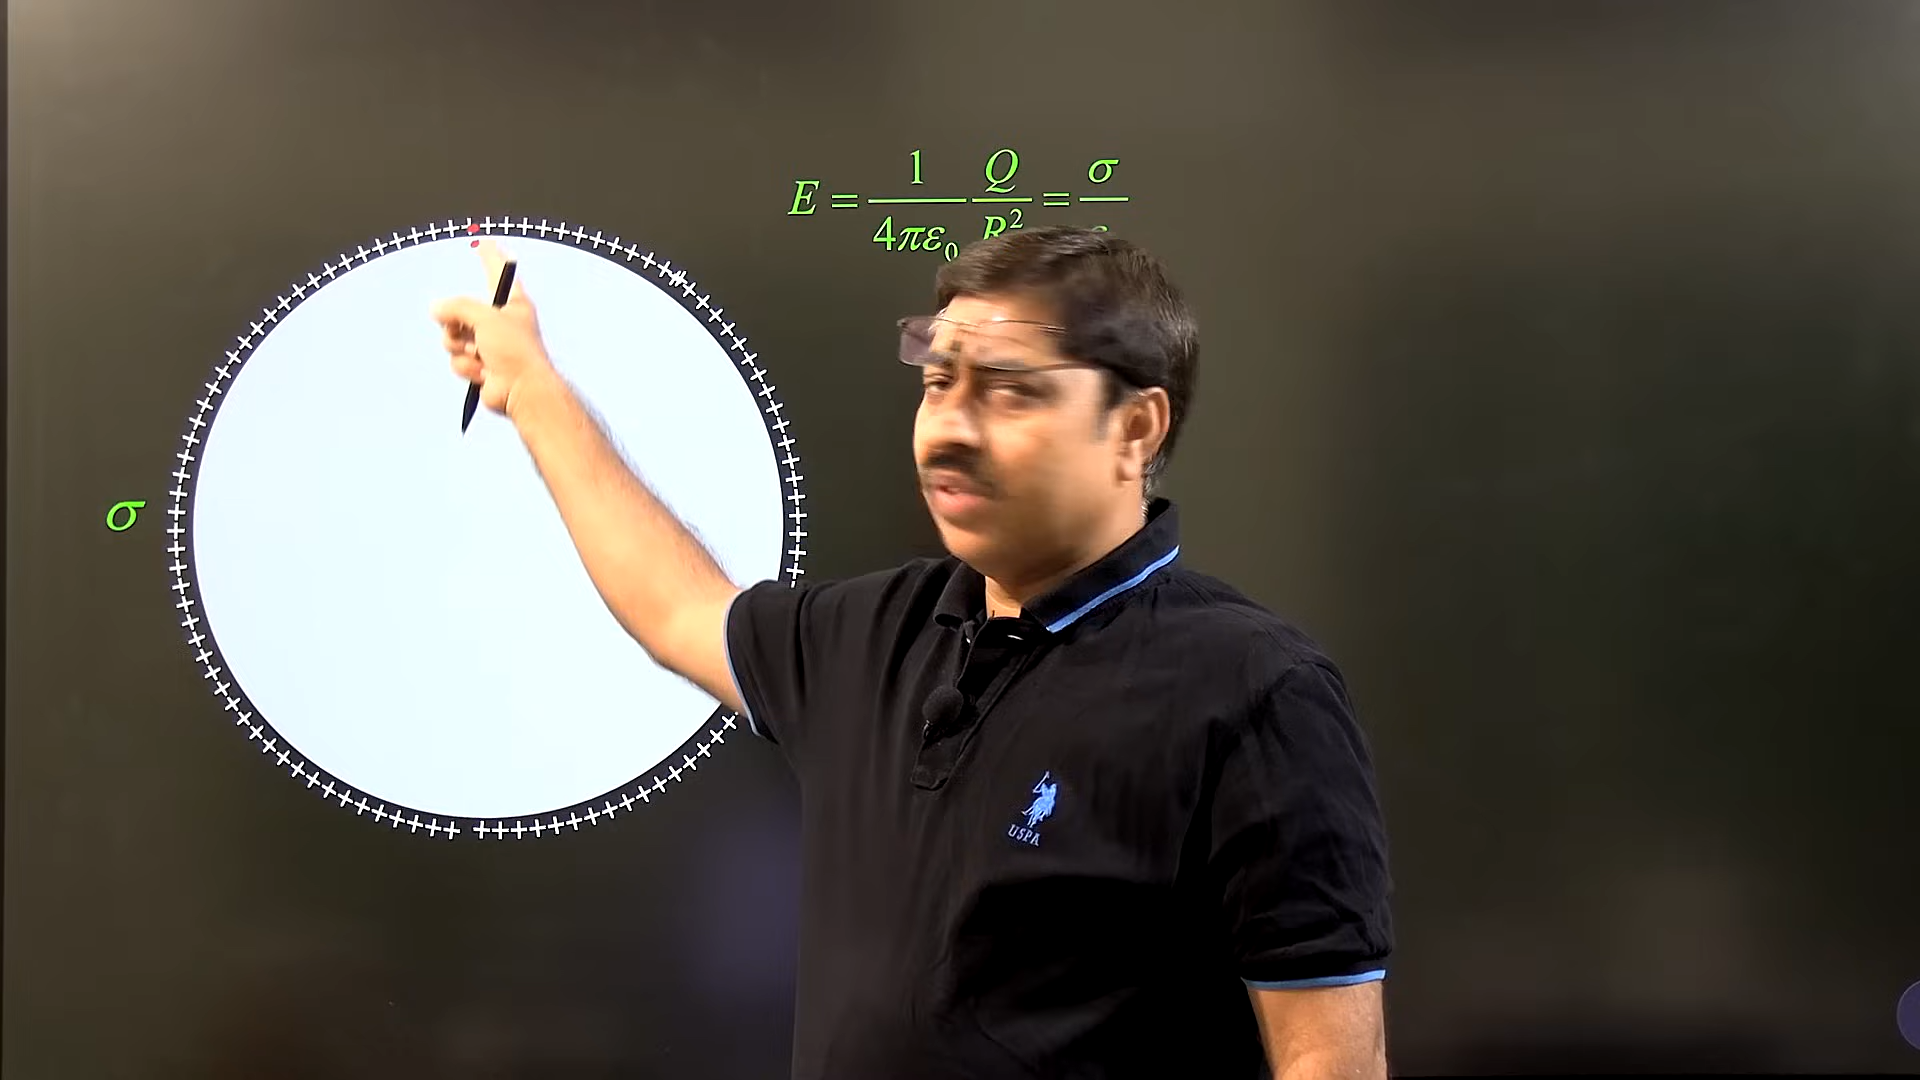 E = 1/4πε₀ Q/R² = σ/
σ
USPA